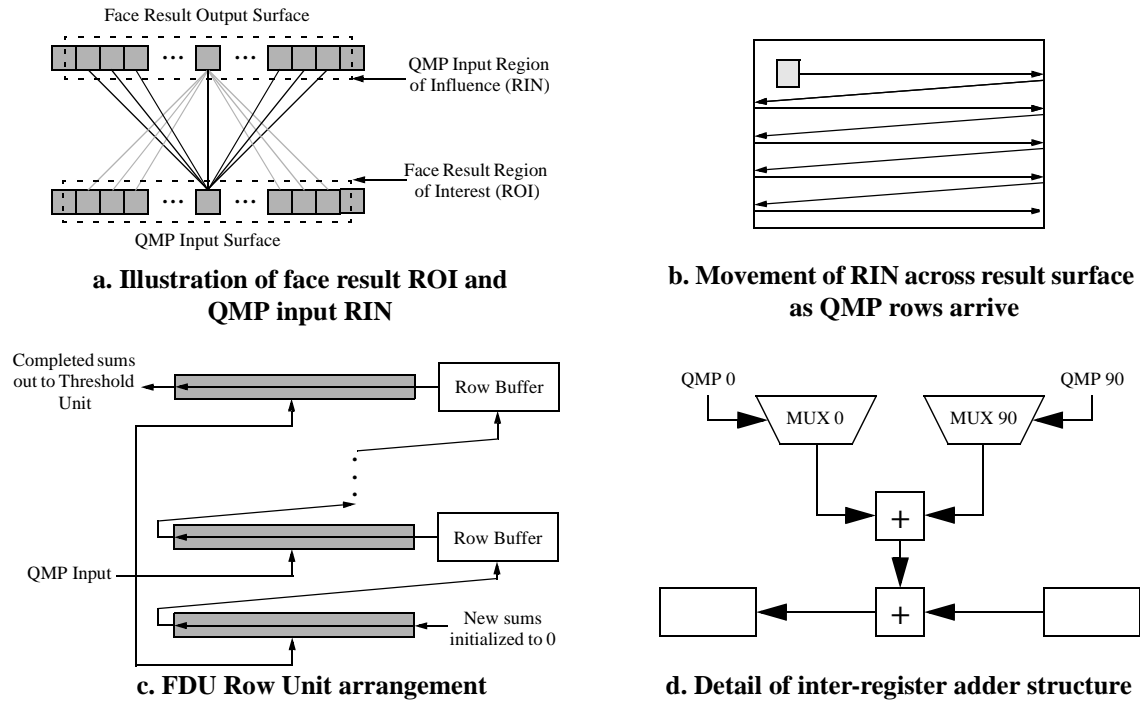 Face Result Output Surface
...
...
QMP Input Region
of Influence (RIN)
Face Result Region
of Interest (ROI)
...
...
QMP Input Surface
a. Illustration of face result ROI and
QMP input RIN
b. Movement of RIN across result surface
as QMP rows arrive
Completed sums
out to Threshold
Unit
Row Buffer
Row Buffer
QMP Input
New sums
initialized to 0
c. FDU Row Unit arrangement
QMP 0
QMP 90
MUX 0
MUX 90
+
+
d. Detail of inter-register adder structure